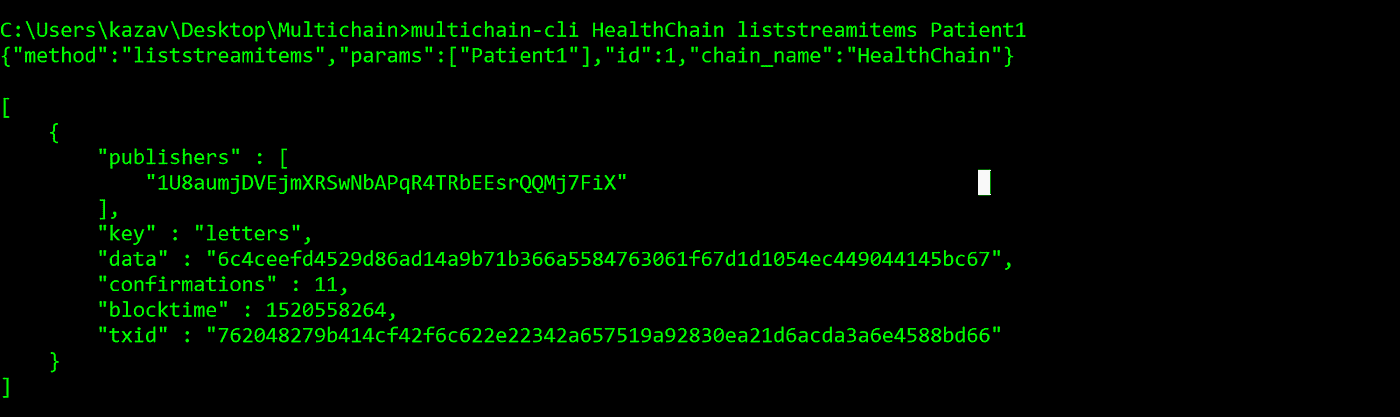 C:\Users\kazav\Desktop\Multichain>multichain-cli HealthChain liststreamitems Patient1
{"method":"liststreamitems","params":["Patient1"],"id":1,"chain_name":"HealthChain"}
[
{
"publishers" : [
"1U8aumjDVEjmXRSwNbAPqR4TRbEEsrQQMj7FiX"
],
"key" : "letters",
"data" : "6c4ceefd4529d86ad14a9b71b366a5584763061f67d1d1054ec449044145bc67",
"confirmations" : 11,
"blocktime" : 1520558264,
"txid" : "762048279b414cf42f6c622e22342a657519a92830ea21d6acda3a6e4588bd66"
}
]